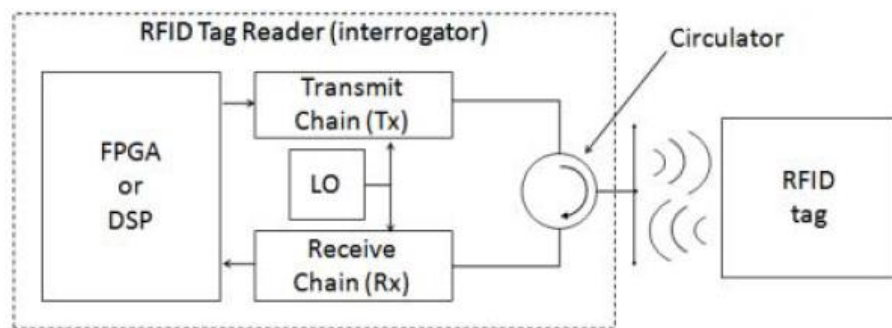 RFID Tag Reader (interrogator)
Circulator
Transmit
Chain (Tx)
FPGA
or
DSP
LO
RFID
tag
Receive
Chain (Rx)